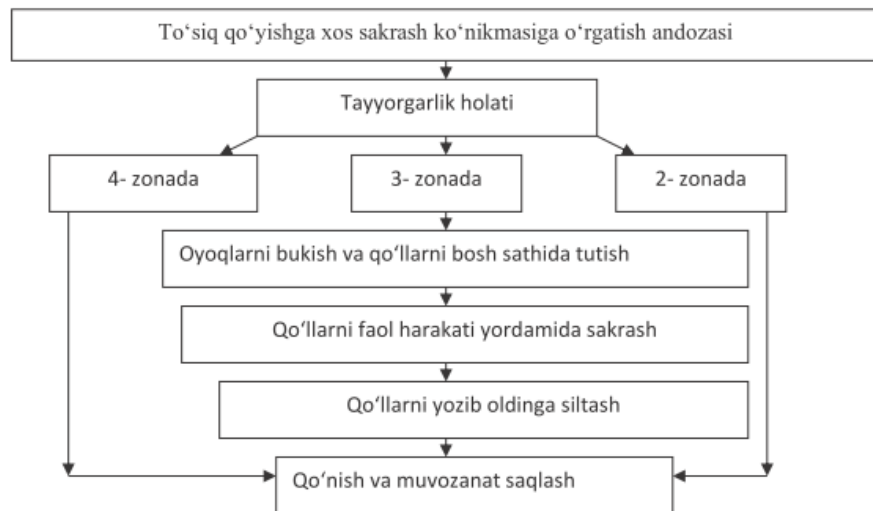 To‘siq qo‘yishga xos sakrash ko‘nikmasiga o‘rgatish andozasi
Tayyorgarlik holati
4- zonada
3- zonada
2- zonada
Oyoqlarni bukish va qo‘llarni bosh sathida tutish
Qo‘llarni faol harakati yordamida sakrash
Qo‘llarni yozib oldinga siltash
Qo‘nish va muvozanat saqlash